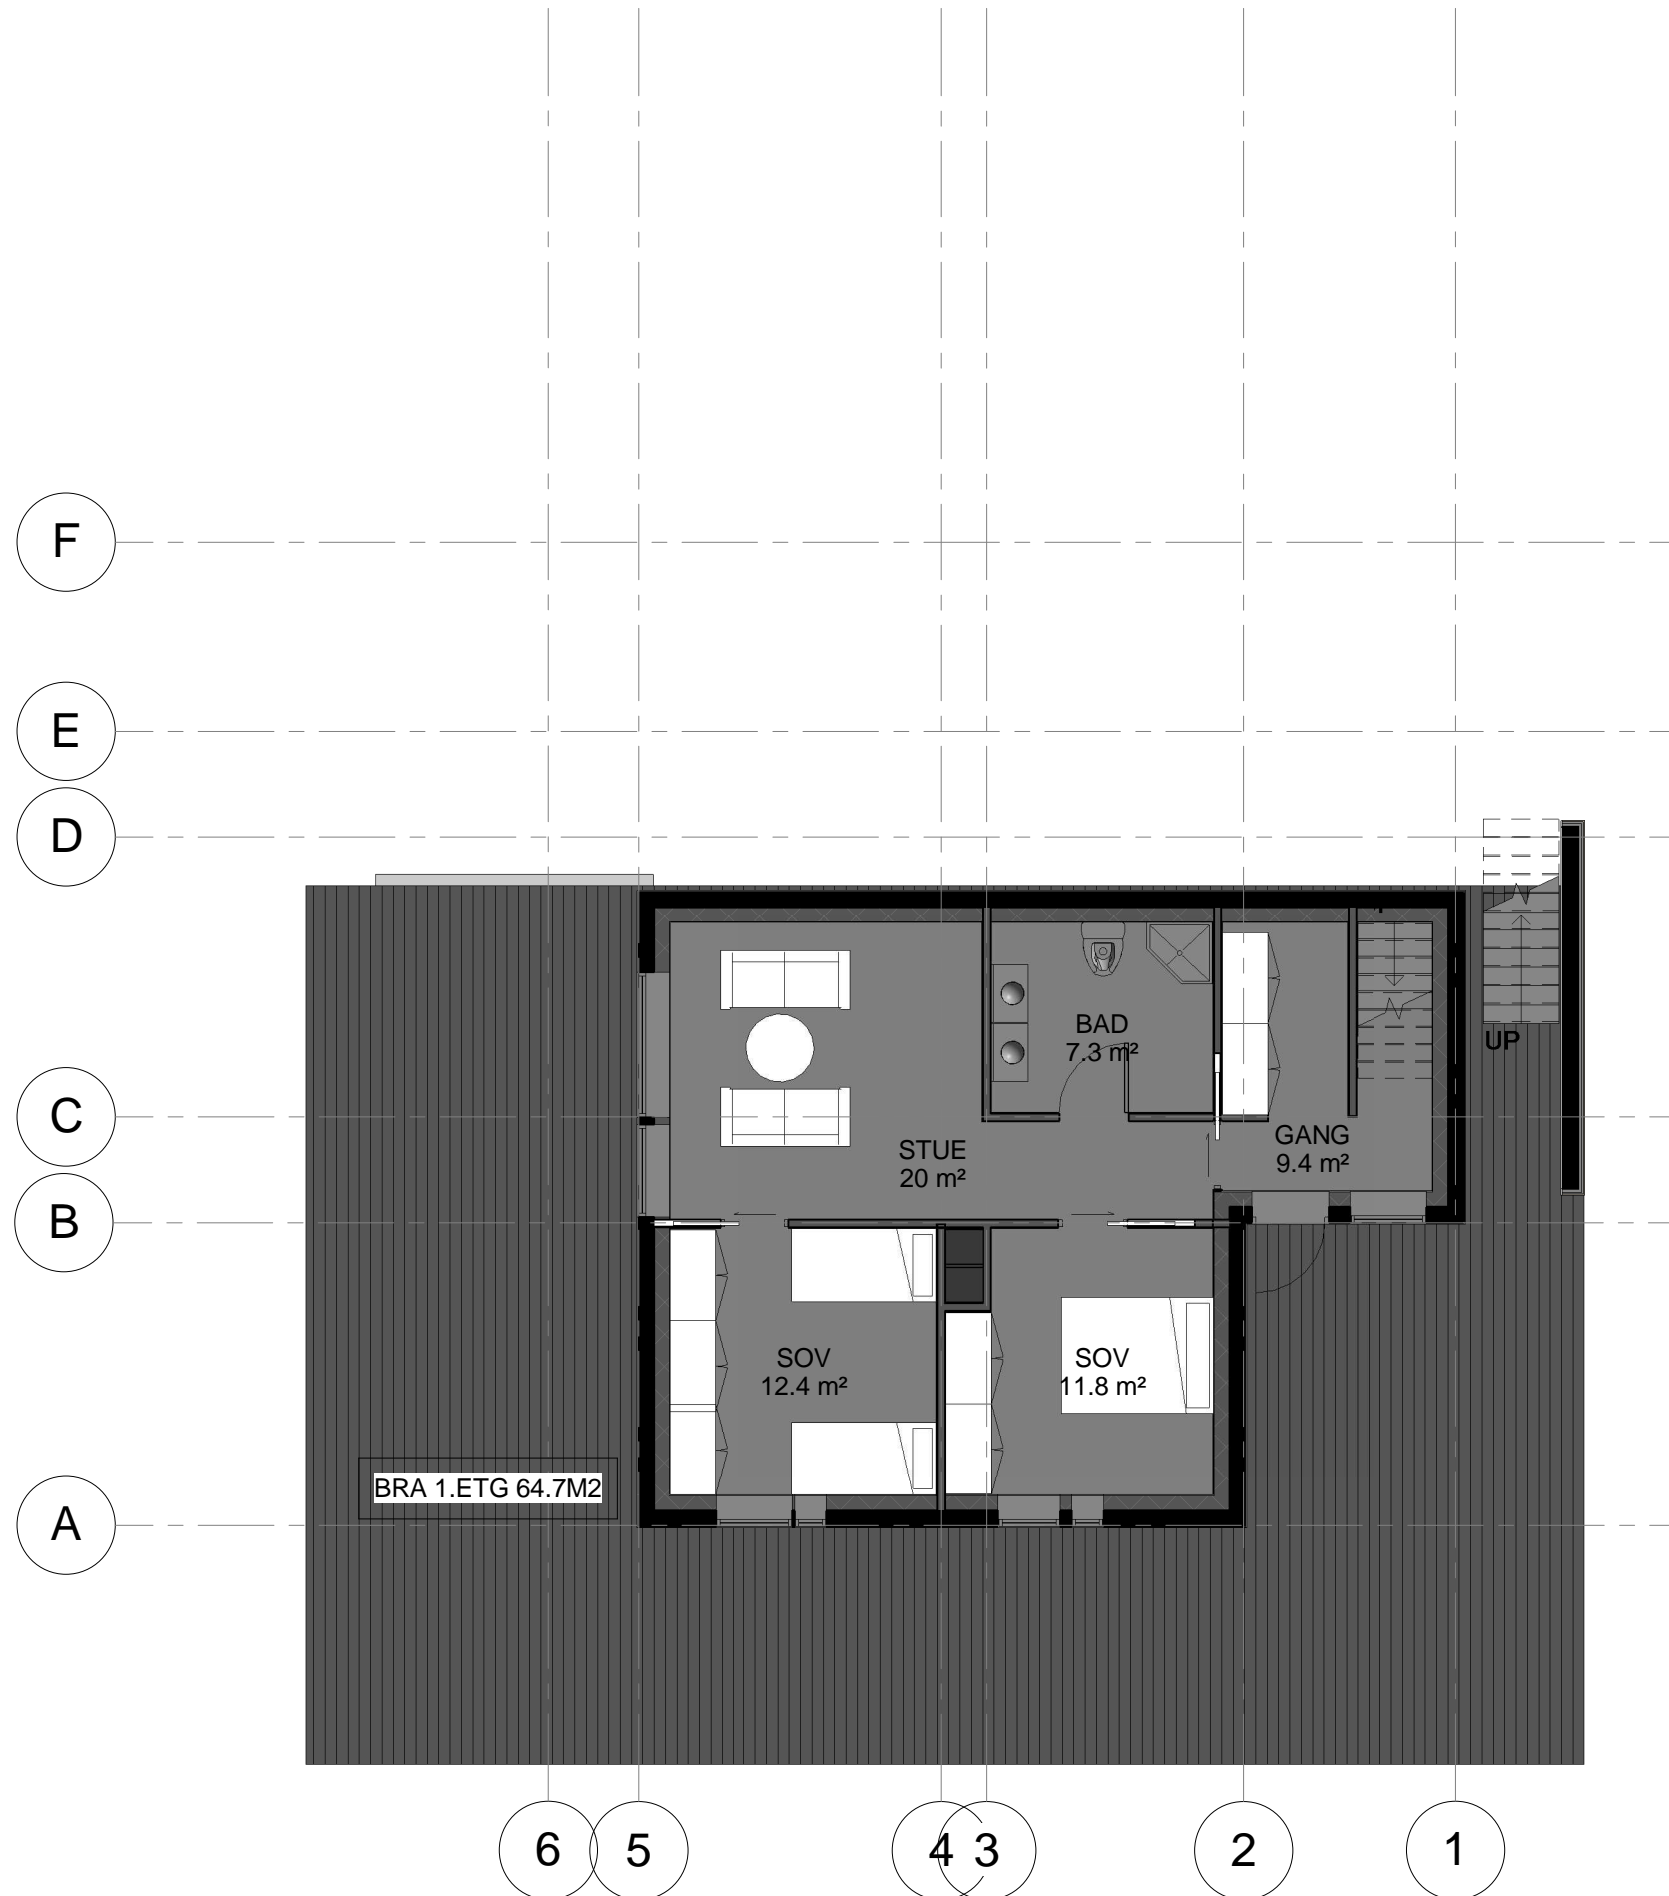 F
E
D
C
B
A
BAD
7.3 m²
UP
STUE
20 m²
GANG
9.4 m²
SOV
12.4 m²
SOV
11.8 m²
BRA 1.ETG 64.7M2
6 5 4 3 2 1